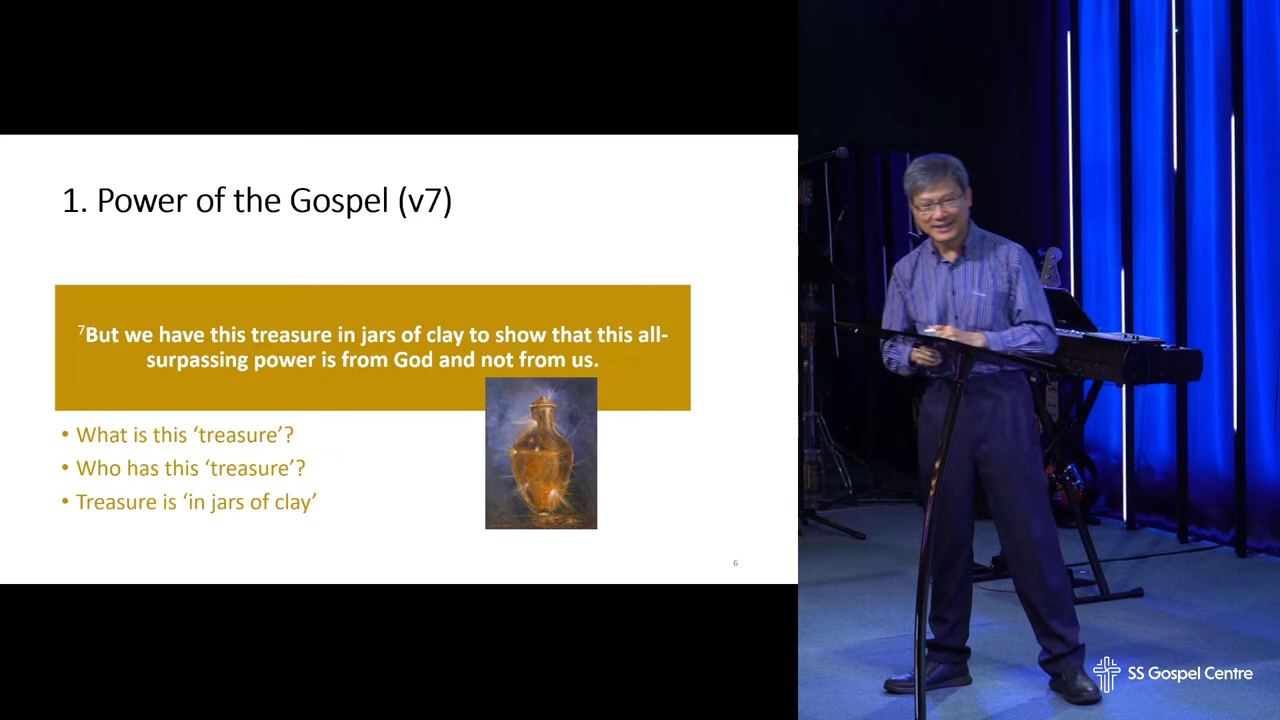 1. Power of the Gospel (v7)
7But we have this treasure in jars of clay to show that this all-
surpassing power is from God and not from us.
• What is this ‘treasure’?
• Who has this ‘treasure’?
• Treasure is ‘in jars of clay’
6
SS Gospel Centre